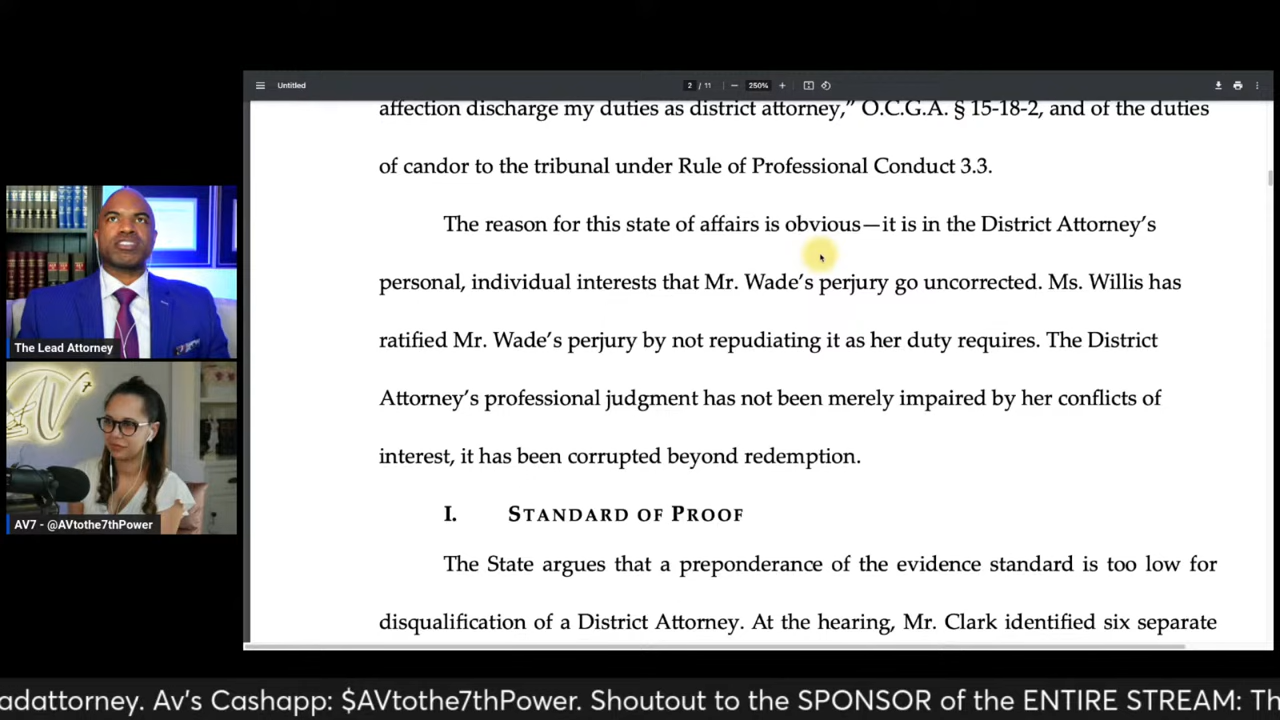 Untitled
2 / 11
250%
affection discharge my duties as district attorney,” O.C.G.A. § 15-18-2, and of the duties
of candor to the tribunal under Rule of Professional Conduct 3.3.
The reason for this state of affairs is obvious—it is in the District Attorney’s
personal, individual interests that Mr. Wade’s perjury go uncorrected. Ms. Willis has
ratified Mr. Wade’s perjury by not repudiating it as her duty requires. The District
Attorney’s professional judgment has not been merely impaired by her conflicts of
interest, it has been corrupted beyond redemption.
I. STANDARD OF PROOF
The State argues that a preponderance of the evidence standard is too low for
disqualification of a District Attorney. At the hearing, Mr. Clark identified six separate
The Lead Attorney
AV7
AV7 - @AVtothe7thPower
adattorney. Av's Cashapp: $AVtothe7thPower. Shoutout to the SPONSOR of the ENTIRE STREAM: Th